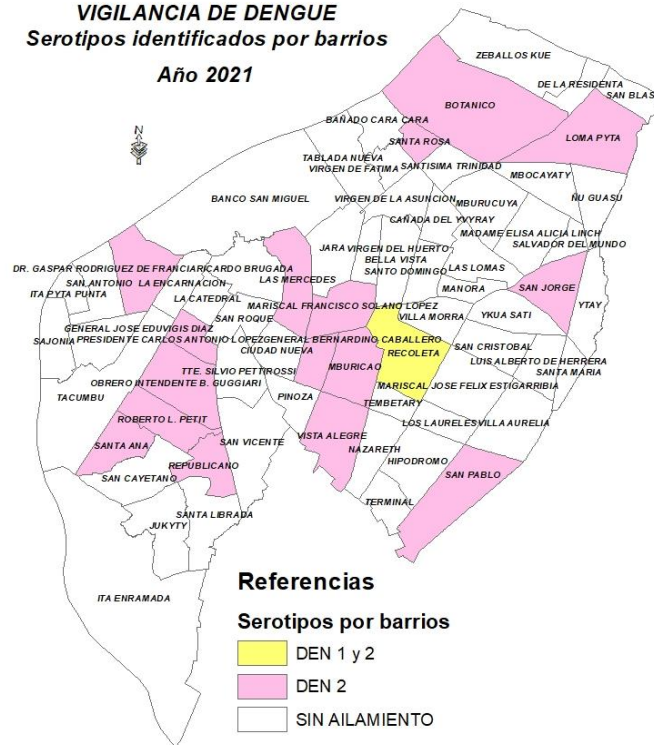 VIGILANCIA DE DENGUE
Serotipos identificados por barrios
Año 2021
N
ZEBALLOS KUE
DE LA RESIDENTA
SAN BLAS
BOTANICO
BAÑADO CARA CARA
SANTA ROSA
LOMA PYTA
TABLADA NUEVA
VIRGEN DE FATIMA
SANTISIMA TRINIDAD
MBOCAYATY
BANCO SAN MIGUEL
VIRGEN DE LA ASUNCION
MBURUCUYA
ÑU GUASU
CAÑADA DEL YVYRAY
MADAME ELISA ALICIA LINCH
JARA
VIRGEN DEL HUERTO
SALVADOR DEL MUNDO
BELLA VISTA
DR. GASPAR RODRIGUEZ DE FRANCIA
RICARDO BRUGADA
SANTO DOMINGO
LAS LOMAS
SAN ANTONIO
LA ENCARNACION
LAS MERCEDES
MANORA
SAN JORGE
ITA PYTA PUNTA
LA CATEDRAL
MARISCAL FRANCISCO SOLANO LOPEZ
YTAY
SAN ROQUE
VILLA MORRA
YKUA SATI
GENERAL JOSE EDUVIGIS DIAZ
SAJONIA
PRESIDENTE CARLOS ANTONIO LOPEZ
GENERAL BERNARDINO CABALLERO
CIUDAD NUEVA
RECOLETA
SAN CRISTOBAL
LUIS ALBERTO DE HERRERA
TTE. SILVIO PETTIROSSI
MBURICAO
SANTA MARIA
OBRERO INTENDENTE B. GUGGIARI
MARISCAL JOSE FELIX ESTIGARRIBIA
TACUMBU
PINOZA
TEMBETARY
ROBERTO L. PETIT
LOS LAURELES
VILLA AURELIA
SANTA ANA
SAN VICENTE
VISTA ALEGRE
NAZARETH
REPUBLICANO
HIPODROMO
SAN PABLO
SAN CAYETANO
TERMINAL
SANTA LIBRADA
JUKYTY
ITA ENRAMADA
Referencias
Serotipos por barrios
DEN 1 y 2
DEN 2
SIN AILAMIENTO